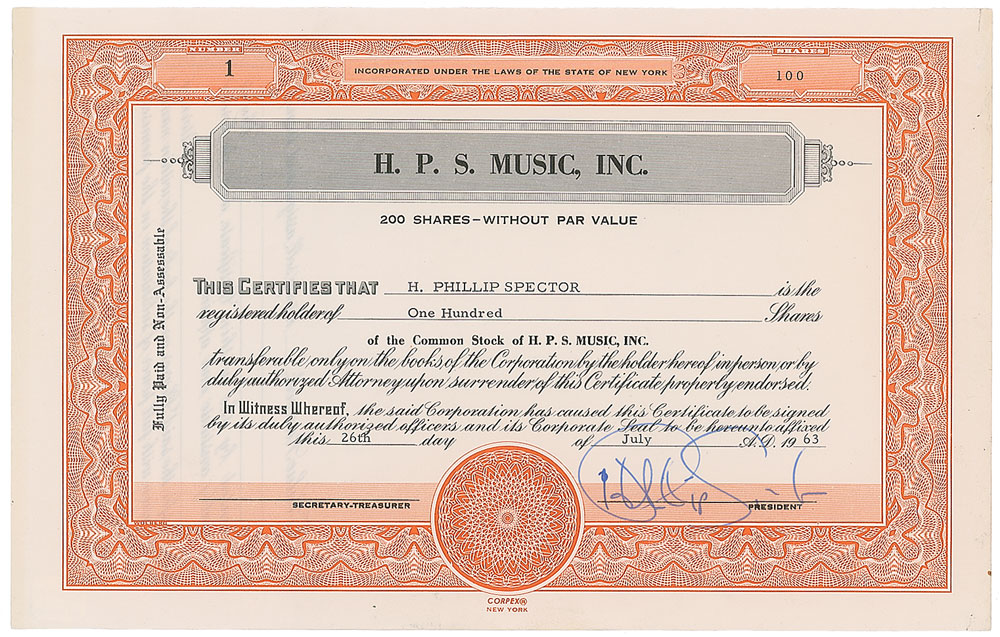 NUMBER
1
INCORPORATED UNDER THE LAWS OF THE STATE OF NEW YORK
SHARES
100
H. P. S. MUSIC, INC.
200 SHARES–WITHOUT PAR VALUE
Fully Paid and Non-Assessable
THIS CERTIFIES THAT H. PHILLIP SPECTOR is the
registered holder of One Hundred Shares
of the Common Stock of H. P. S. MUSIC, INC.
transferable only on the books of the Corporation by the holder hereof in person or by
duly authorized Attorney upon surrender of this Certificate properly endorsed.
In Witness Whereof, the said Corporation has caused this Certificate to be signed
by its duly authorized officers and its Corporate Seal to be hereunto affixed
this 26th day of July A.D. 1963
SECRETARY-TREASURER
PRESIDENT
CORPEX®
NEW YORK